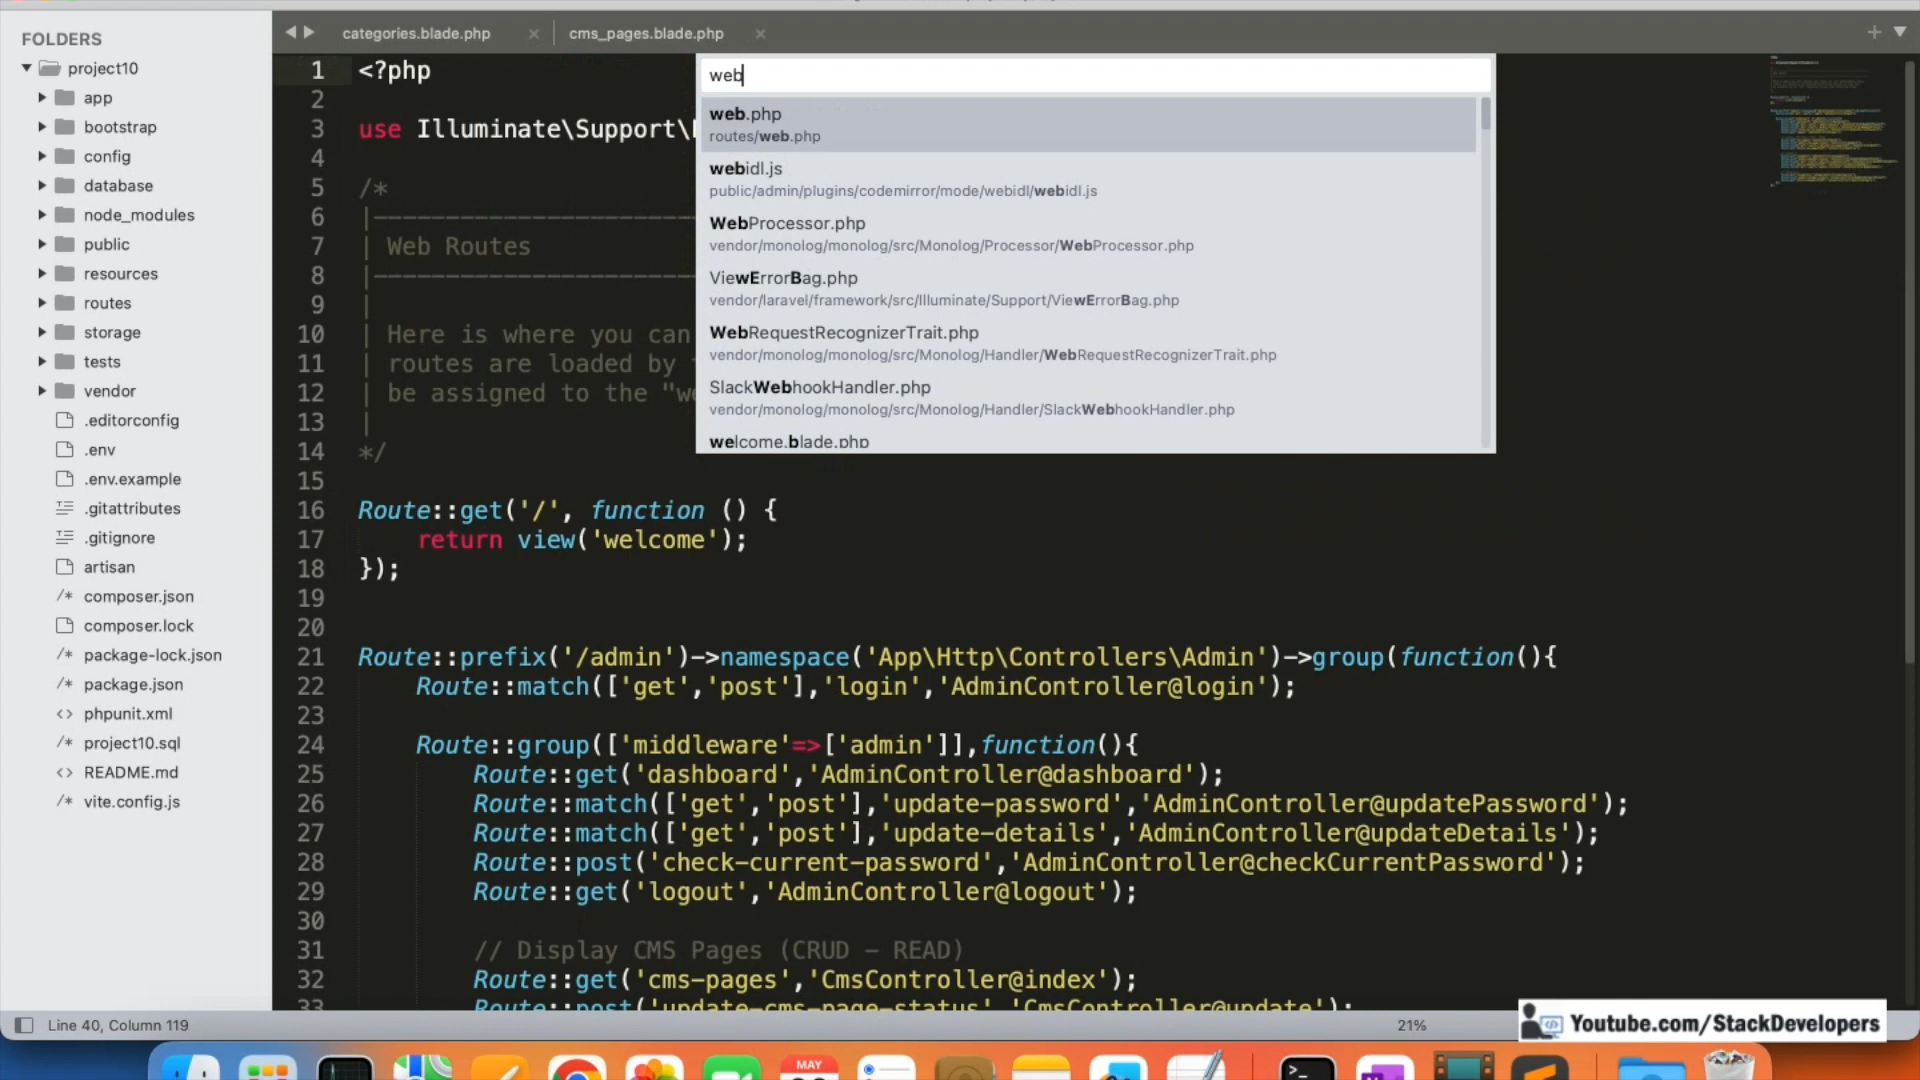 FOLDERS
project10
app
bootstrap
config
database
node_modules
public
resources
routes
storage
tests
vendor
.editorconfig
.env
.env.example
.gitattributes
.gitignore
artisan
composer.json
composer.lock
package-lock.json
package.json
phpunit.xml
project10.sql
README.md
vite.config.js
categories.blade.php
cms_pages.blade.php
web
web.php
routes/web.php
webidl.js
public/admin/plugins/codemirror/mode/webidl/webidl.js
WebProcessor.php
vendor/monolog/monolog/src/Monolog/Processor/WebProcessor.php
ViewErrorBag.php
vendor/laravel/framework/src/Illuminate/Support/ViewErrorBag.php
WebRequestRecognizerTrait.php
vendor/monolog/monolog/src/Monolog/Handler/WebRequestRecognizerTrait.php
SlackWebhookHandler.php
vendor/monolog/monolog/src/Monolog/Handler/SlackWebhookHandler.php
welcome.blade.php
1 <?php
2
3 use Illuminate\Support\
4
5 /*
6 |-----------------------
7 | Web Routes
8 |-----------------------
9 |
10 | Here is where you can
11 | routes are loaded by
12 | be assigned to the "we
13 |
14 */
15
16 Route::get('/', function () {
17 return view('welcome');
18 });
19
20
21 Route::prefix('/admin')->namespace('App\Http\Controllers\Admin')->group(function(){
22 Route::match(['get','post'],'login','AdminController@login');
23
24 Route::group(['middleware'=>['admin']],function(){
25 Route::get('dashboard','AdminController@dashboard');
26 Route::match(['get','post'],'update-password','AdminController@updatePassword');
27 Route::match(['get','post'],'update-details','AdminController@updateDetails');
28 Route::post('check-current-password','AdminController@checkCurrentPassword');
29 Route::get('logout','AdminController@logout');
30
31 // Display CMS Pages (CRUD - READ)
32 Route::get('cms-pages','CmsController@index');
33 Route::post('update-cms-page-status','CmsController@update');
Line 40, Column 119
21%
Youtube.com/StackDevelopers
MAY